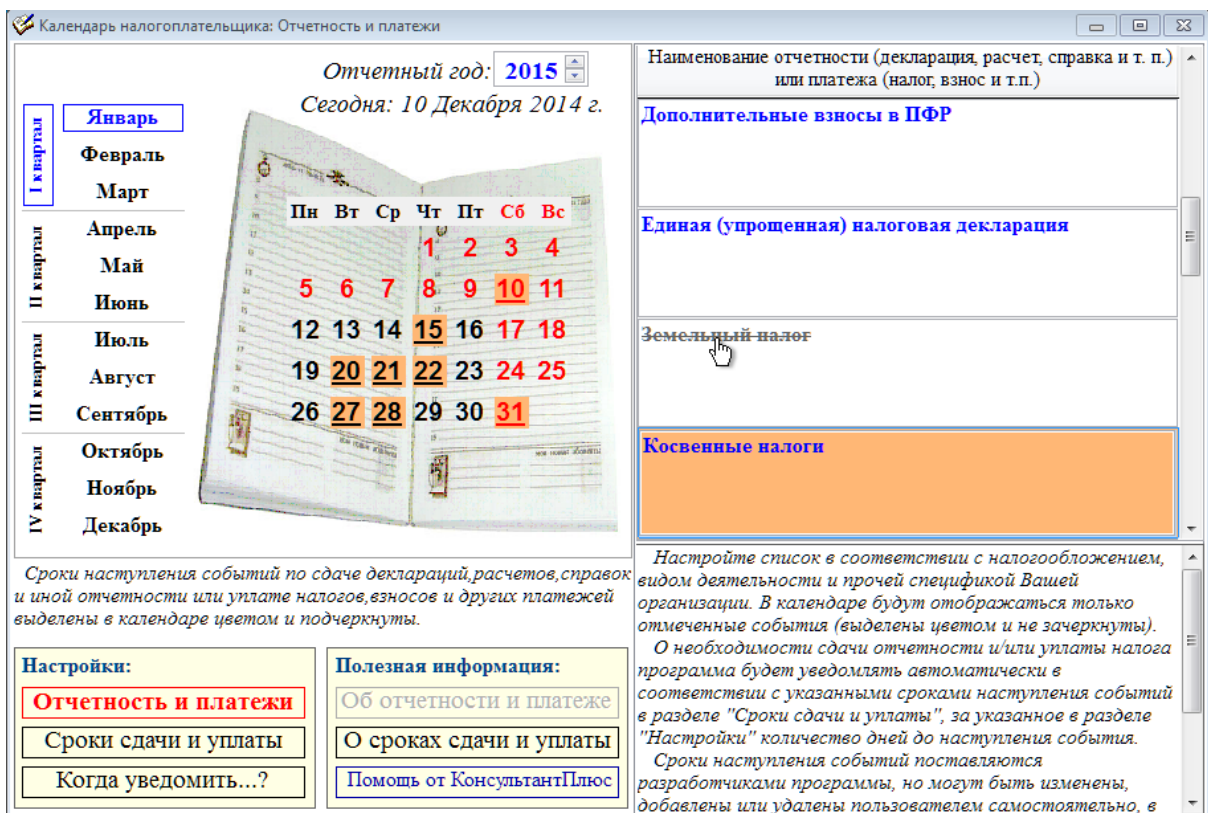 Календарь налогоплательщика: Отчетность и платежи
Отчетный год: 2015
Сегодня: 10 Декабря 2014 г.
I квартал
Январь
Февраль
Март
II квартал
Апрель
Май
Июнь
III квартал
Июль
Август
Сентябрь
IV квартал
Октябрь
Ноябрь
Декабрь
Пн Вт Ср Чт Пт Сб Вс
1 2 3 4
5 6 7 8 9 10 11
12 13 14 15 16 17 18
19 20 21 22 23 24 25
26 27 28 29 30 31
Сроки наступления событий по сдаче деклараций,расчетов,справок
и иной отчетности или уплате налогов,взносов и других платежей
выделены в календаре цветом и подчеркнуты.
Настройки:
Отчетность и платежи
Сроки сдачи и уплаты
Когда уведомить...?
Полезная информация:
Об отчетности и платеже
О сроках сдачи и уплаты
Помощь от КонсультантПлюс
Наименование отчетности (декларация, расчет, справка и т. п.)
или платежа (налог, взнос и т.п.)
Дополнительные взносы в ПФР
Единая (упрощенная) налоговая декларация
Земельный налог
Косвенные налоги
Настройте список в соответствии с налогообложением,
видом деятельности и прочей спецификой Вашей
организации. В календаре будут отображаться только
отмеченные события (выделены цветом и не зачеркнуты).
О необходимости сдачи отчетности и/или уплаты налога
программа будет уведомлять автоматически в
соответствии с указанными сроками наступления событий
в разделе "Сроки сдачи и уплаты", за указанное в разделе
"Настройки" количество дней до наступления события.
Сроки наступления событий поставляются
разработчиками программы, но могут быть изменены,
добавлены или удалены пользователем самостоятельно, в